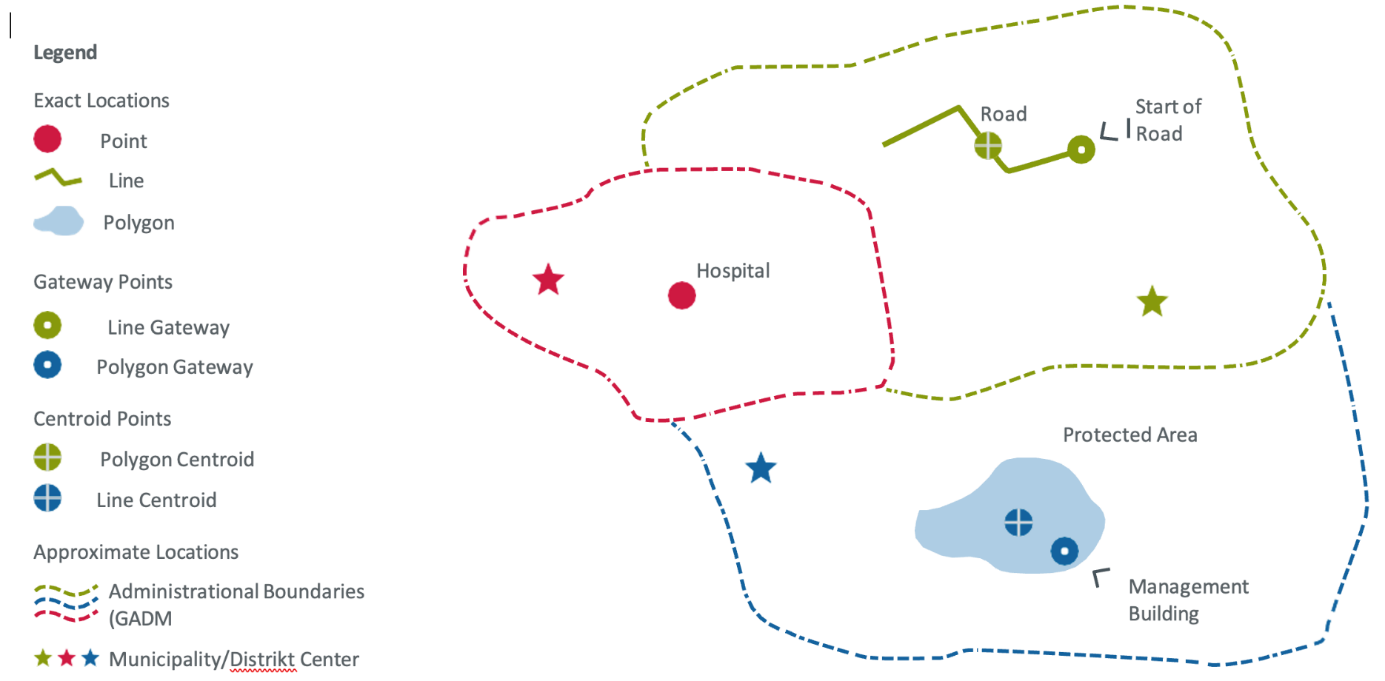 Legend
Exact Locations
Point
Line
Polygon
Gateway Points
Line Gateway
Polygon Gateway
Centroid Points
Polygon Centroid
Line Centroid
Approximate Locations
Administrational Boundaries
(GADM
Municipality/Distrikt Center
Road
Start of
Road
Hospital
Protected Area
Management
Building